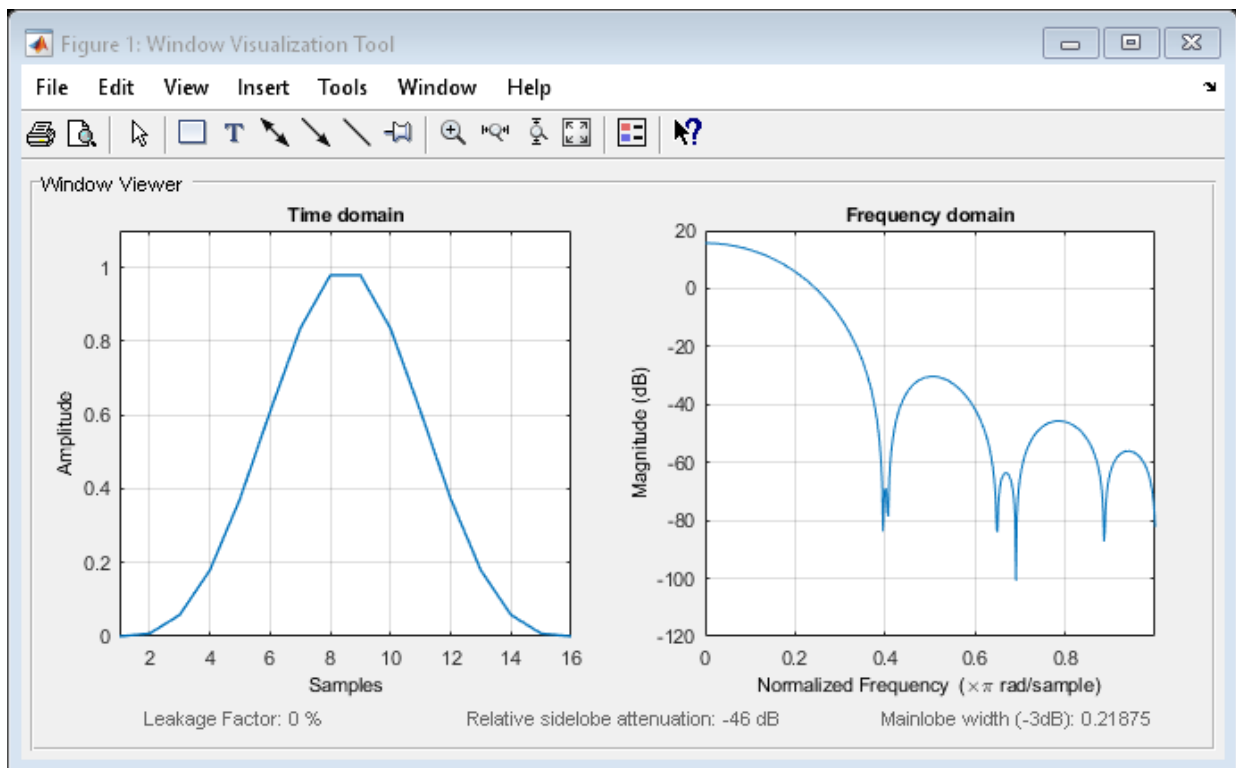 Figure 1: Window Visualization Tool
File Edit View Insert Tools Window Help
T
?
Window Viewer
Time domain
1
0.8
0.6
0.4
0.2
0
2 4 6 8 10 12 14 16
Amplitude
Samples
Frequency domain
20
0
-20
-40
-60
-80
-100
-120
0 0.2 0.4 0.6 0.8
Magnitude (dB)
Normalized Frequency (×π rad/sample)
Leakage Factor: 0 % Relative sidelobe attenuation: -46 dB Mainlobe width (-3dB): 0.21875